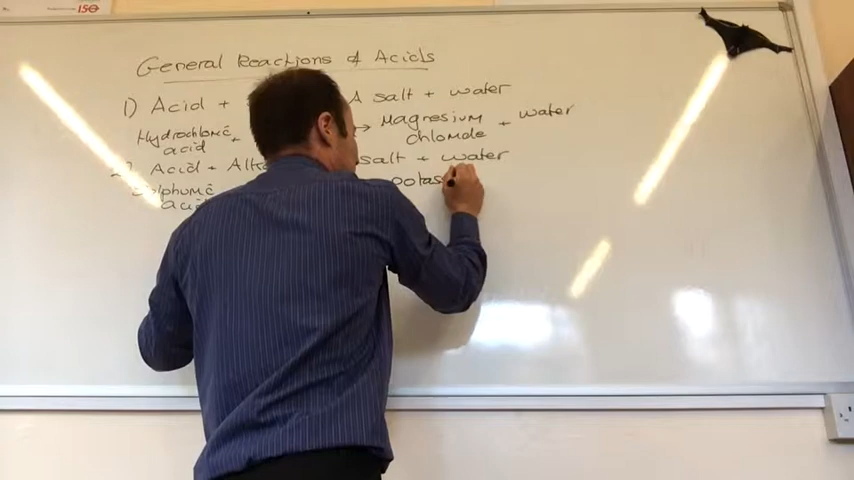 ISO
General Reactions of Acids
1) Acid + A salt + water
Hydrochloric acid + → Magnesium chloride + water
2) Acid + Alka salt + water
Sulphuric acid potas